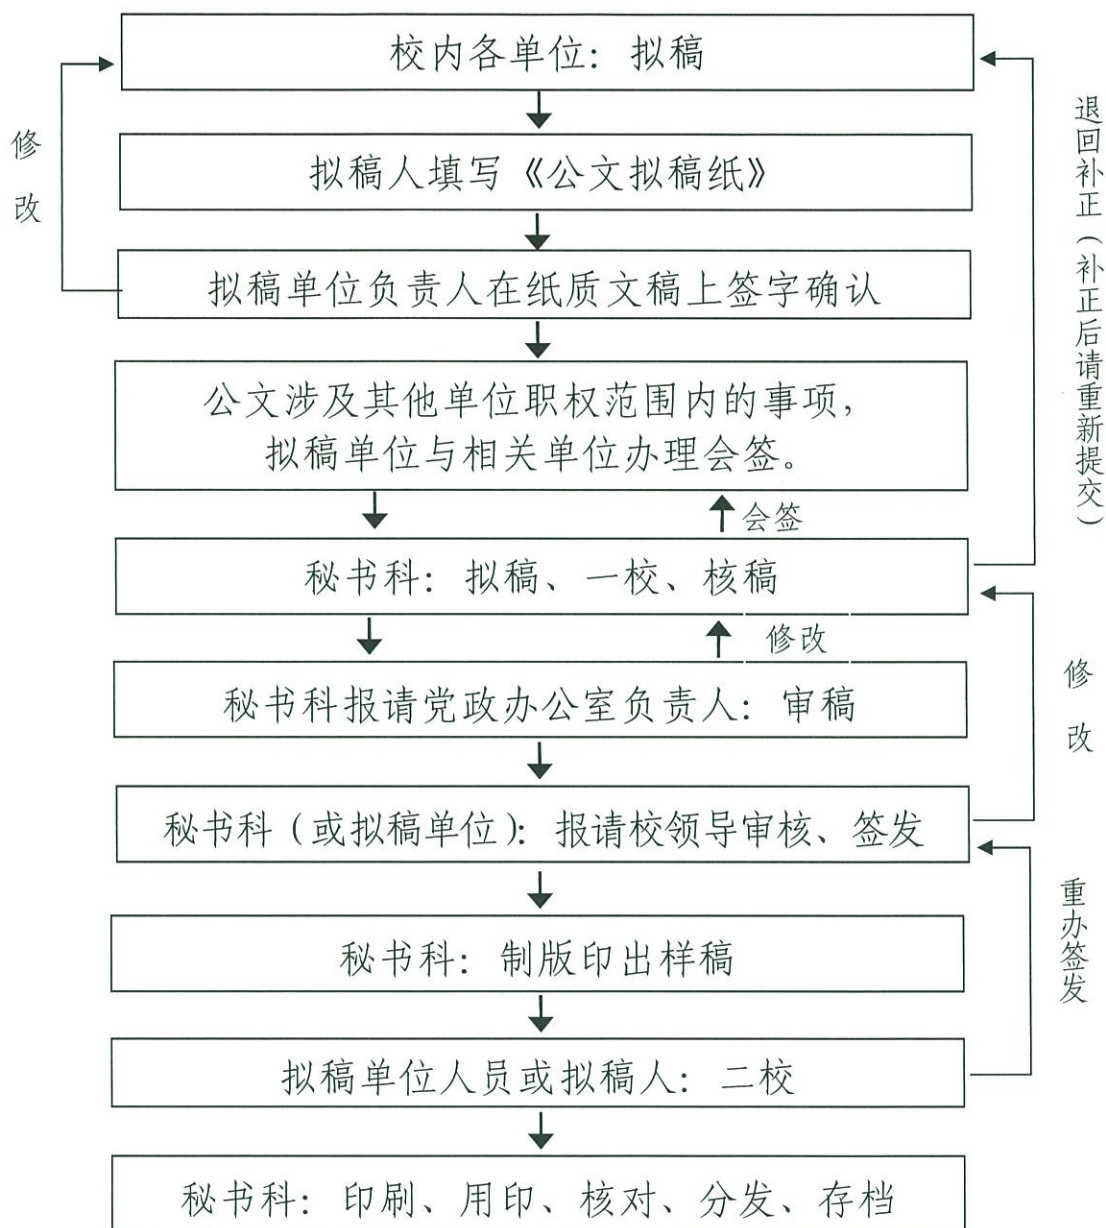 校内各单位：拟稿
修改
退回补正（补正后请重新提交）
拟稿人填写《公文拟稿纸》
拟稿单位负责人在纸质文稿上签字确认
公文涉及其他单位职权范围内的事项，
拟稿单位与相关单位办理会签。
会签
秘书科：拟稿、一校、核稿
修改
秘书科报请党政办公室负责人：审稿
修改
秘书科（或拟稿单位）：报请校领导审核、签发
重办签发
秘书科：制版印出样稿
拟稿单位人员或拟稿人：二校
秘书科：印刷、用印、核对、分发、存档